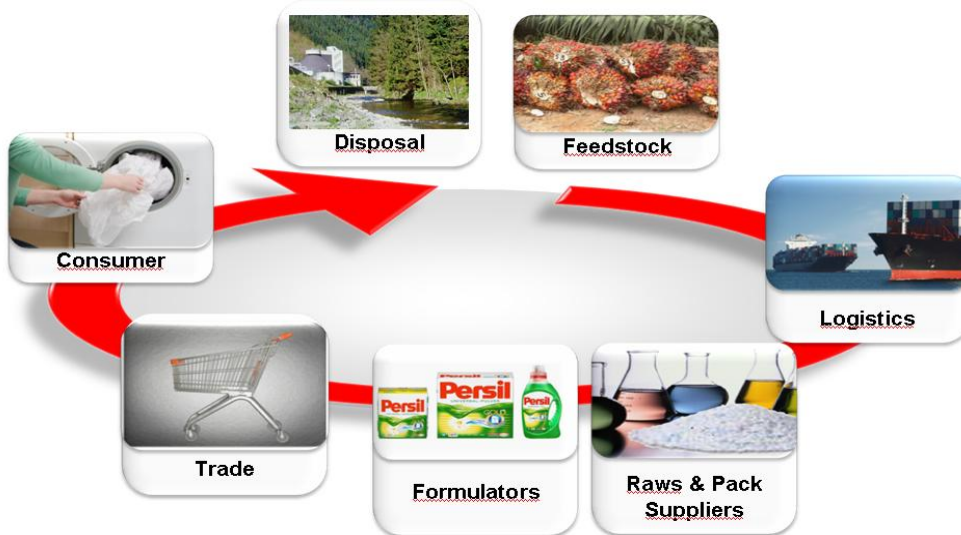 Disposal
Feedstock
Consumer
Logistics
Trade
Persil
Persil
Persil
Formulators
Raws & Pack
Suppliers